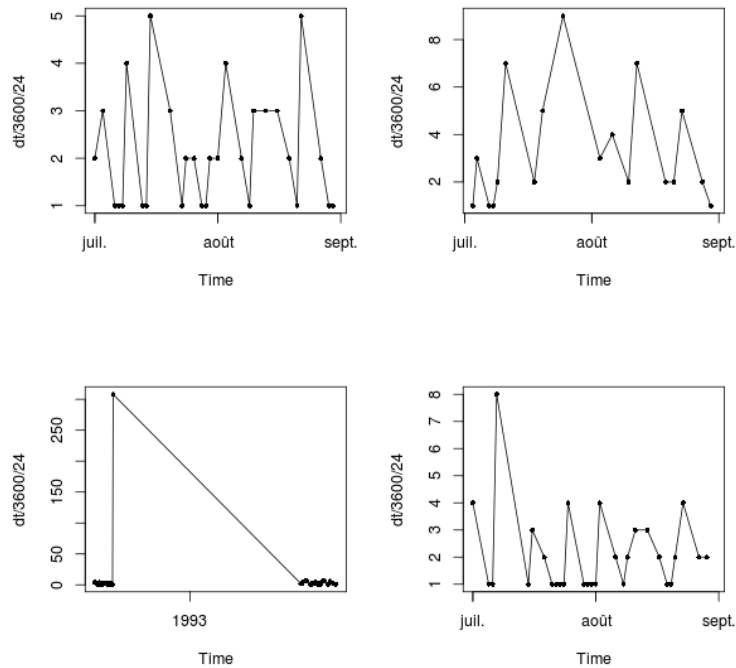 5
4
3
2
1
dt/3600/24
juil.
août
sept.
Time
8
6
4
2
dt/3600/24
juil.
août
sept.
Time
250
150
50
0
dt/3600/24
1993
Time
8
7
6
5
4
3
2
1
dt/3600/24
juil.
août
sept.
Time